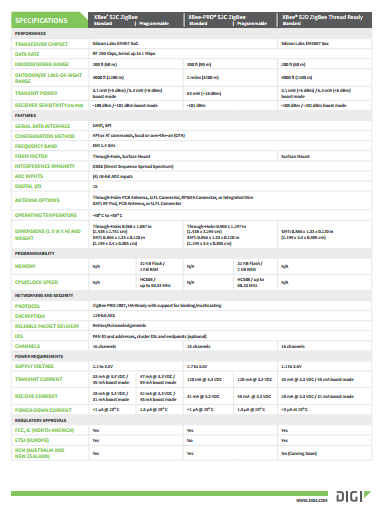 SPECIFICATIONS
XBee® S2C ZigBee
XBee-PRO® S2C ZigBee
XBee® S2D ZigBee Thread Ready
Standard Programmable Standard Programmable Standard
PERFORMANCE
TRANSCEIVER CHIPSET Silicon Labs EM357 SoC Silicon Labs EM3587 SoC
DATA RATE RF 250 Kbps, Serial up to 1 Mbps
INDOOR/URBAN RANGE 200 ft (60 m) 300 ft (90 m) 200 ft (60 m)
OUTDOOR/RF LINE-OF-SIGHT RANGE 4000 ft (1200 m) 2 miles (3200 m) 4000 ft (1200 m)
TRANSMIT POWER 3.1 mW (+5 dBm) / 6.3 mW (+8 dBm) boost mode 63 mW (+18 dBm) 3.1 mW (+5 dBm) / 6.3 mW (+8 dBm) boost mode
RECEIVER SENSITIVITY (1% PER) -100 dBm / -102 dBm boost mode -101 dBm -100 dBm / -102 dBm boost mode
FEATURES
SERIAL DATA INTERFACE UART, SPI
CONFIGURATION METHOD API or AT commands, local or over-the-air (OTA)
FREQUENCY BAND ISM 2.4 GHz
FORM FACTOR Through-Hole, Surface Mount Surface Mount
INTERFERENCE IMMUNITY DSSS (Direct Sequence Spread Spectrum)
ADC INPUTS (4) 10-bit ADC inputs
DIGITAL I/O 15
ANTENNA OPTIONS Through-Hole: PCB Antenna, U.FL Connector, RPSMA Connector, or Integrated Wire
SMT: RF Pad, PCB Antenna, or U.FL Connector
OPERATING TEMPERATURE -40° C to +85° C
DIMENSIONS (L X W X H) AND WEIGHT
Through-Hole: 0.960 x 1.087 in
(2.438 x 2.761 cm)
SMT: 0.866 x 1.33 x 0.120 in
(2.199 x 3.4 x 0.305 cm)
Through-Hole: 0.960 x 1.297 in
(2.438 x 3.294 cm)
SMT: 0.866 x 1.33 x 0.120 in
(2.199 x 3.4 x 0.305 cm)
SMT: 0.866 x 1.33 x 0.120 in
(2.199 x 3.4 x 0.305 cm)
PROGRAMMABILITY
MEMORY N/A 32 KB Flash / 2 KB RAM N/A 32 KB Flash / 2 KB RAM N/A
CPU/CLOCK SPEED N/A HCS08 / up to 50.33 MHz N/A HCS08 / up to 50.33 MHz N/A
NETWORKING AND SECURITY
PROTOCOL ZigBee PRO 2007, HA-Ready with support for binding/multicasting
ENCRYPTION 128-bit AES
RELIABLE PACKET DELIVERY Retries/Acknowledgements
IDS PAN ID and addresses, cluster IDs and endpoints (optional)
CHANNELS 16 channels 15 channels 16 channels
POWER REQUIREMENTS
SUPPLY VOLTAGE 2.1 to 3.6V 2.7 to 3.6V 2.1 to 3.6V
TRANSMIT CURRENT 33 mA @ 3.3 VDC / 45 mA boost mode 47 mA @ 3.3 VDC / 59 mA boost mode 120 mA @ 3.3 VDC 120 mA @ 3.3 VDC 33 mA @ 3.3 VDC / 45 mA boost mode
RECEIVE CURRENT 28 mA @ 3.3 VDC / 31 mA boost mode 42 mA @ 3.3 VDC / 45 mA boost mode 31 mA @ 3.3 VDC 45 mA @ 3.3 VDC 28 mA @ 3.3 VDC / 31 mA boost mode
POWER-DOWN CURRENT <1 µA @ 25° C 1.5 µA @ 25° C <1 µA @ 25° C 1.5 µA @ 25° C <3 µA at 25° C
REGULATORY APPROVALS
FCC, IC (NORTH AMERICA) Yes Yes Yes
ETSI (EUROPE) Yes No Yes
RCM (AUSTRALIA AND NEW ZEALAND) Yes Yes No (Coming soon)
WWW.DIGI.COM
DIGI